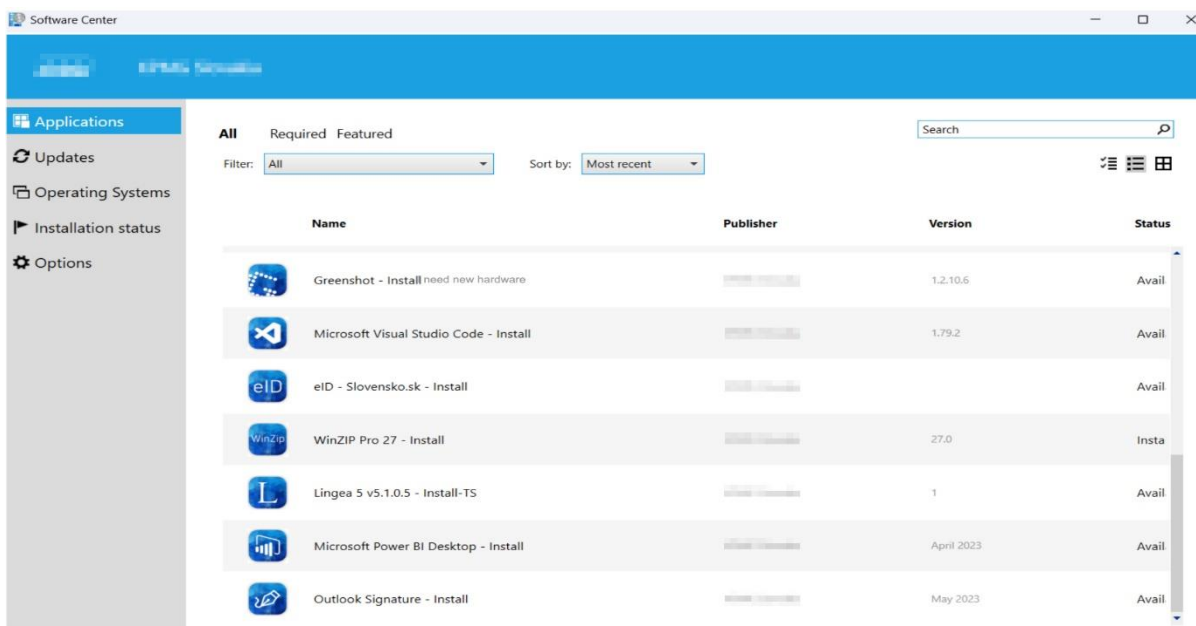 Software Center
Applications
Updates
Operating Systems
Installation status
Options
All Required Featured
Search
Filter: All Sort by: Most recent
Name Publisher Version Status
Greenshot - Install need new hardware 1.2.10.6 Avail
Microsoft Visual Studio Code - Install 1.79.2 Avail
eID
eID - Slovensko.sk - Install Avail
WinZip
WinZIP Pro 27 - Install 27.0 Insta
L
Lingea 5 v5.1.0.5 - Install-TS 1 Avail
Microsoft Power BI Desktop - Install April 2023 Avail
Outlook Signature - Install May 2023 Avail